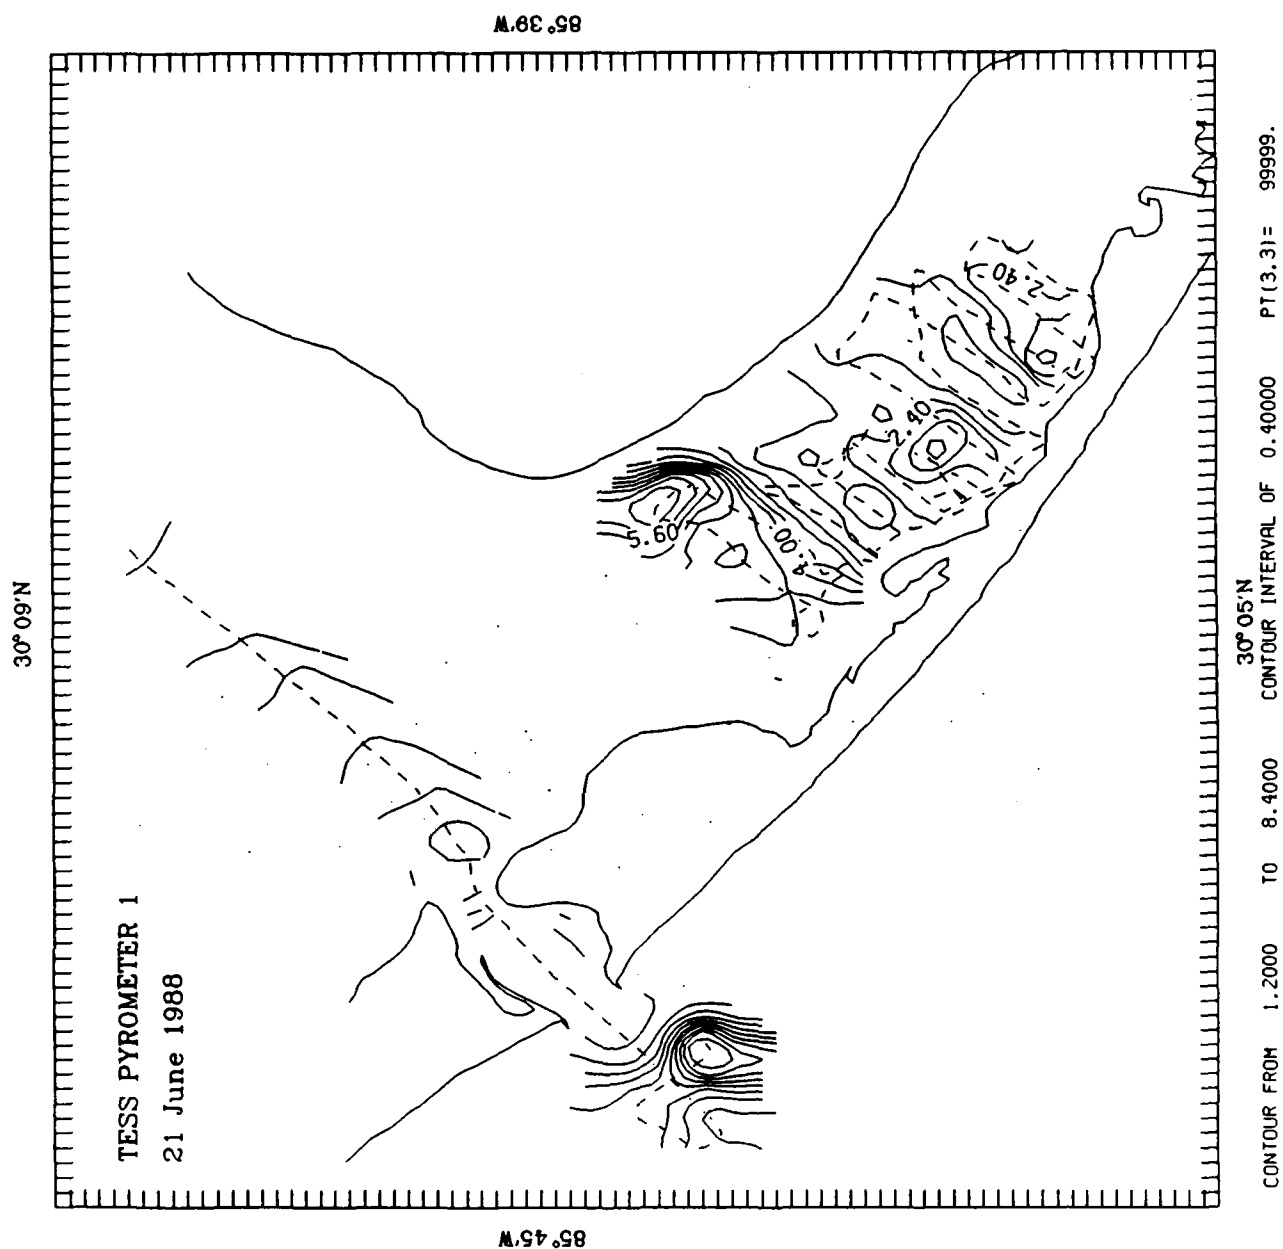 85°39'W
30°09'N
TESS PYROMETER 1
21 June 1988
5.60
4.00
2.40
2.40
30°05'N
85°45'W
CONTOUR FROM 1.2000 TO 8.4000 CONTOUR INTERVAL OF 0.40000 PT(3.3)= 99999.